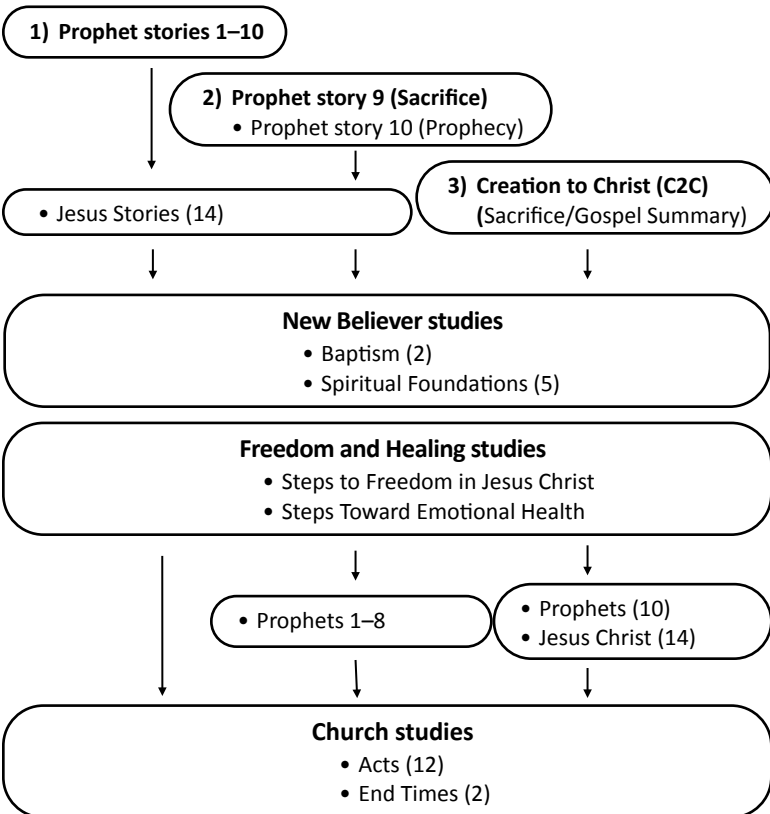 1) Prophet stories 1–10
2) Prophet story 9 (Sacrifice)
• Prophet story 10 (Prophecy)
3) Creation to Christ (C2C)
(Sacrifice/Gospel Summary)
• Jesus Stories (14)
New Believer studies
• Baptism (2)
• Spiritual Foundations (5)
Freedom and Healing studies
• Steps to Freedom in Jesus Christ
• Steps Toward Emotional Health
• Prophets 1–8
• Prophets (10)
• Jesus Christ (14)
Church studies
• Acts (12)
• End Times (2)